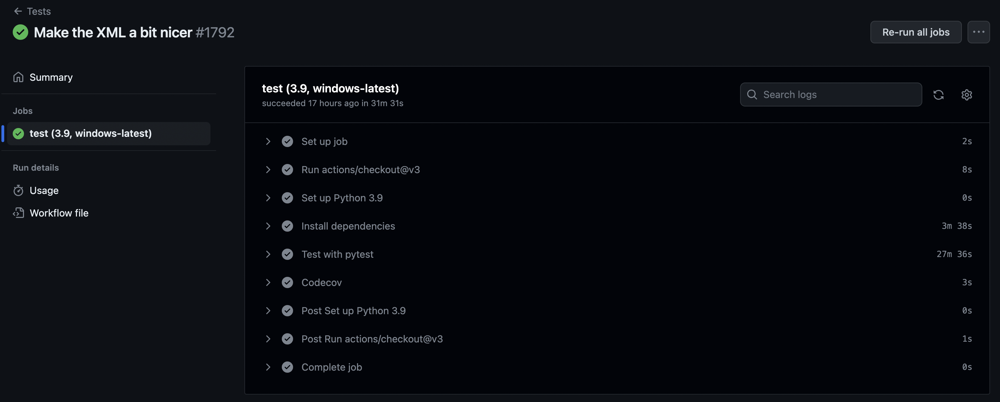 Tests
Make the XML a bit nicer #1792
Re-run all jobs
Summary
Jobs
test (3.9, windows-latest)
Run details
Usage
Workflow file
test (3.9, windows-latest)
succeeded 17 hours ago in 31m 31s
Search logs
Set up job 2s
Run actions/checkout@v3 8s
Set up Python 3.9 0s
Install dependencies 3m 38s
Test with pytest 27m 36s
Codecov 3s
Post Set up Python 3.9 0s
Post Run actions/checkout@v3 1s
Complete job 0s